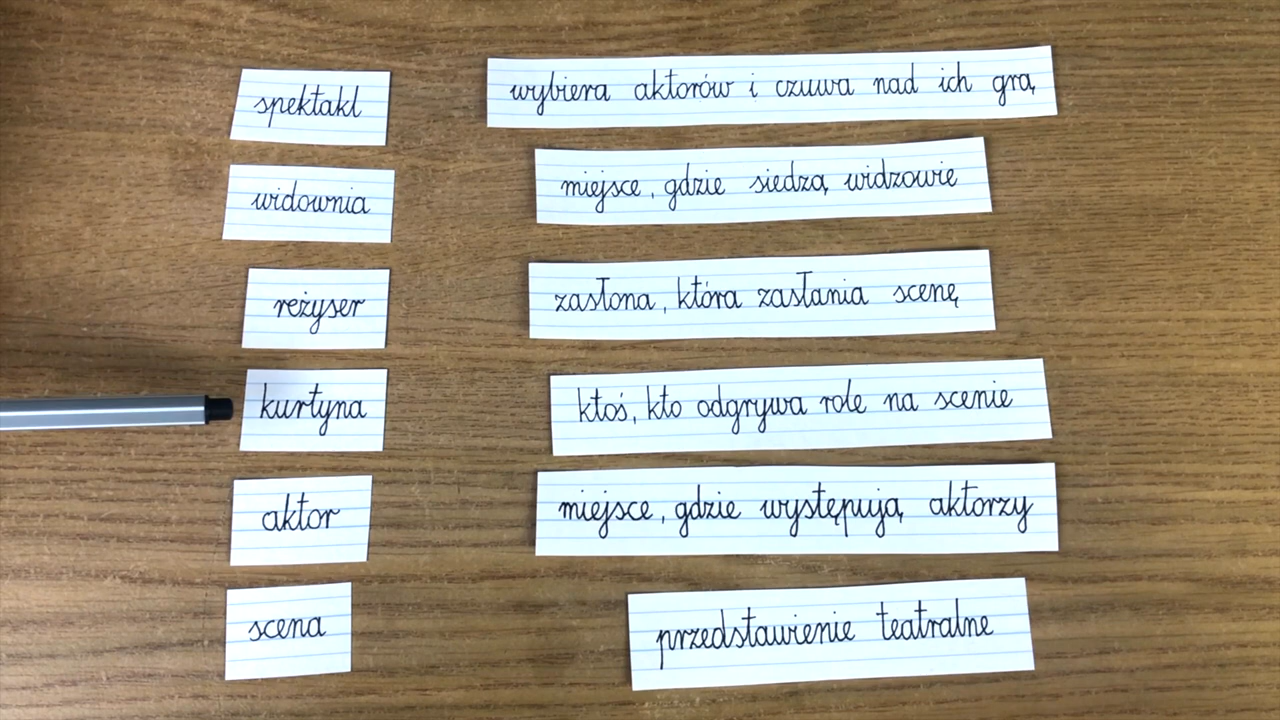 spektakl
wybiera aktorów i czuwa nad ich grą
widownia
miejsce, gdzie siedzą widzowie
reżyser
zasłona, która zasłania scenę
kurtyna
ktoś, kto odgrywa role na scenie
aktor
miejsce, gdzie występują aktorzy
scena
przedstawienie teatralne